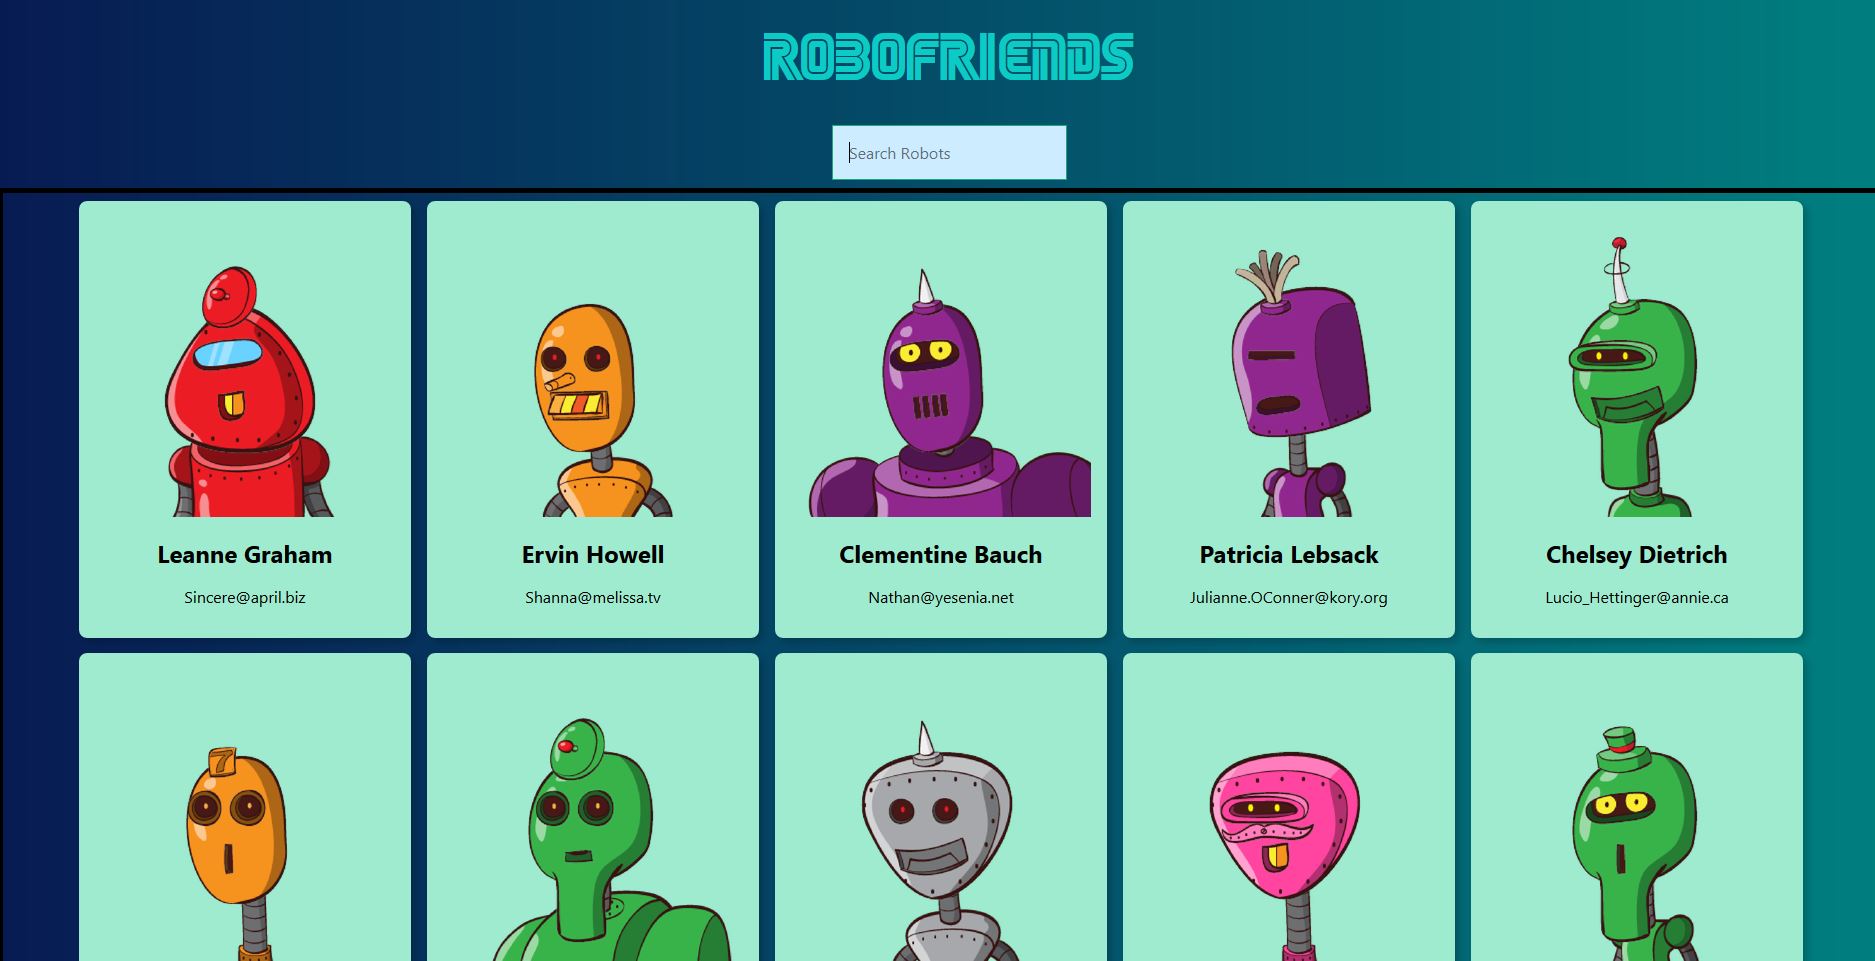 ROBOFRIENDS
Search Robots
Leanne Graham
Sincere@april.biz
Ervin Howell
Shanna@melissa.tv
Clementine Bauch
Nathan@yesenia.net
Patricia Lebsack
Julianne.OConner@kory.org
Chelsey Dietrich
Lucio_Hettinger@annie.ca
7